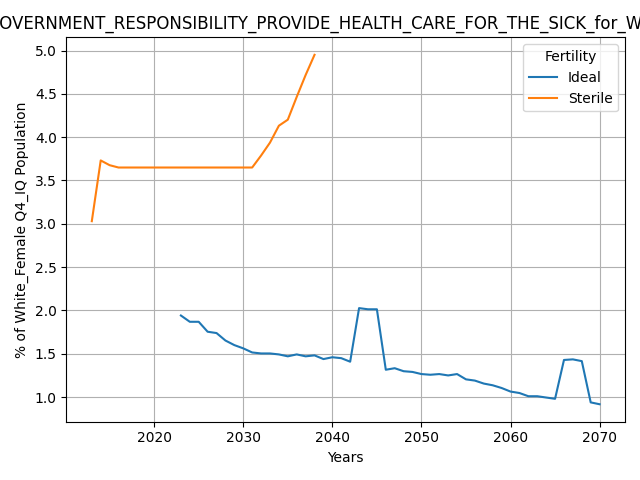 OVERNMENT_RESPONSIBILITY_PROVIDE_HEALTH_CARE_FOR_THE_SICK_for_W
5.0
4.5
4.0
3.5
3.0
2.5
2.0
1.5
1.0
% of White_Female Q4_IQ Population
Fertility
Ideal
Sterile
2020 2030 2040 2050 2060 2070
Years